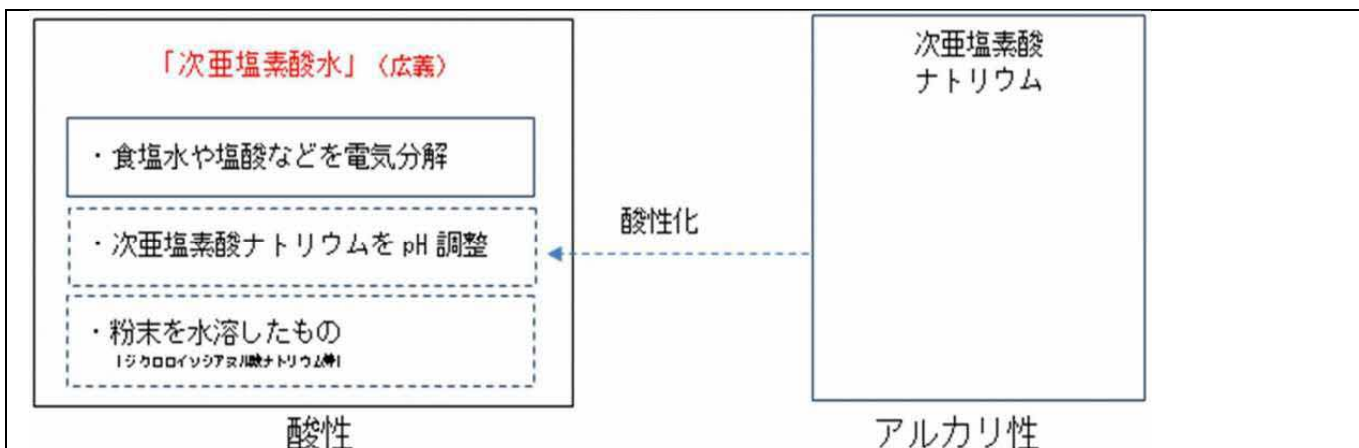 「次亜塩素酸水」（広義）
・食塩水や塩酸などを電気分解
・次亜塩素酸ナトリウムを pH 調整
・粉末を水溶したもの
(ジクロロイソシアヌル酸ナトリウム等)
酸性
酸性化
次亜塩素酸
ナトリウム
アルカリ性